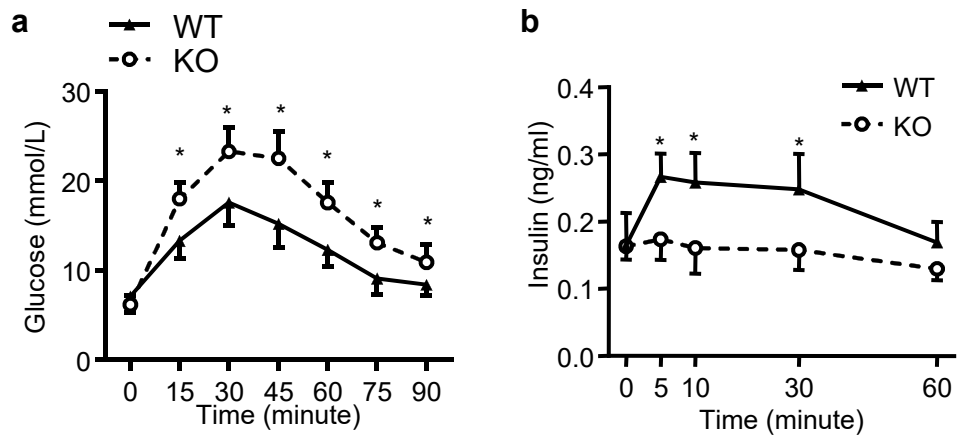 a
WT
KO
Glucose (mmol/L)
30
20
10
0
* * * * * *
0 15 30 45 60 75 90
Time (minute)
b
WT
KO
Insulin (ng/ml)
0.4
0.3
0.2
0.1
0.0
* * *
0 5 10 30 60
Time (minute)